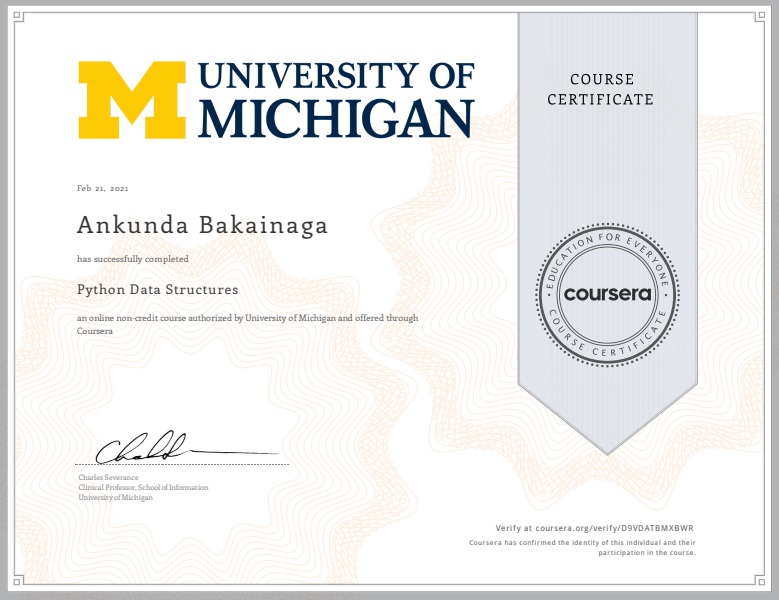 UNIVERSITY OF
MICHIGAN
COURSE
CERTIFICATE
Feb 21, 2021
Ankunda Bakainaga
has successfully completed
Python Data Structures
an online non-credit course authorized by University of Michigan and offered through
Coursera
EDUCATION FOR EVERYONE
coursera
COURSE CERTIFICATE
Charles Severance
Clinical Professor, School of Information
University of Michigan
Verify at coursera.org/verify/D9VDATBMXBWR
Coursera has confirmed the identity of this individual and their
participation in the course.